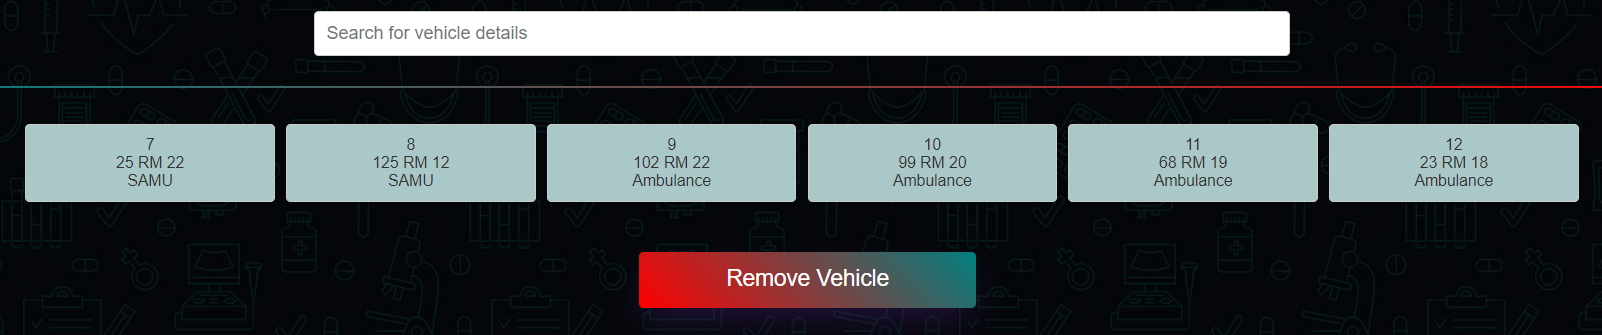 Search for vehicle details
7
25 RM 22
SAMU
8
125 RM 12
SAMU
9
102 RM 22
Ambulance
10
99 RM 20
Ambulance
11
68 RM 19
Ambulance
12
23 RM 18
Ambulance
Remove Vehicle